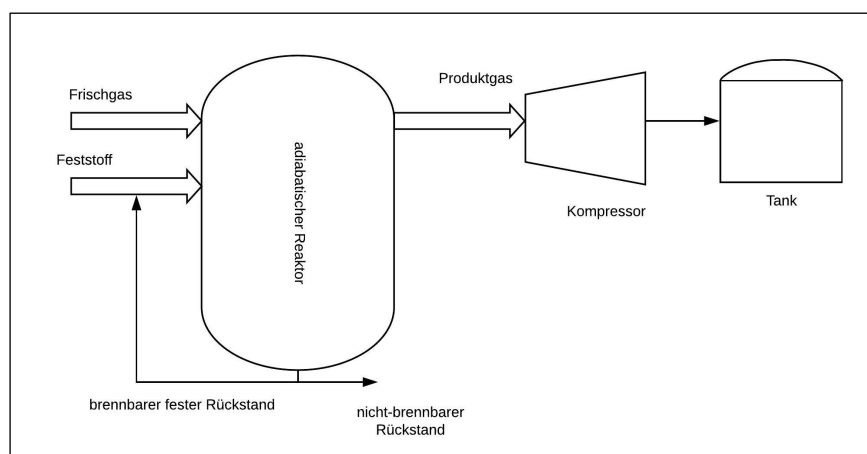 Frischgas
Feststoff
adiabatischer Reaktor
Produktgas
Kompressor
Tank
brennbarer fester Rückstand
nicht-brennbarer
Rückstand